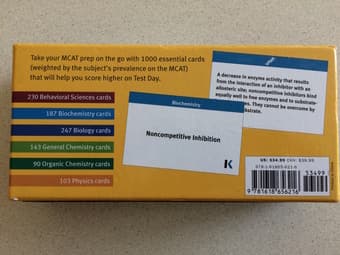 Take your MCAT prep on the go with 1000 essential cards
(weighted by the subject's prevalence on the MCAT)
that will help you score higher on Test Day.
230 Behavioral Sciences cards
187 Biochemistry cards
247 Biology cards
143 General Chemistry cards
90 Organic Chemistry cards
103 Physics cards
A decrease in enzyme activity that results
from the interaction of an inhibitor with an
allosteric site; noncompetitive inhibitors bind
equally well to free enzymes and to substrate-
They cannot be overcome by
substrate.
Biochemistry
Noncompetitive Inhibition
K
US: $34.99
53499
9 781618 656216